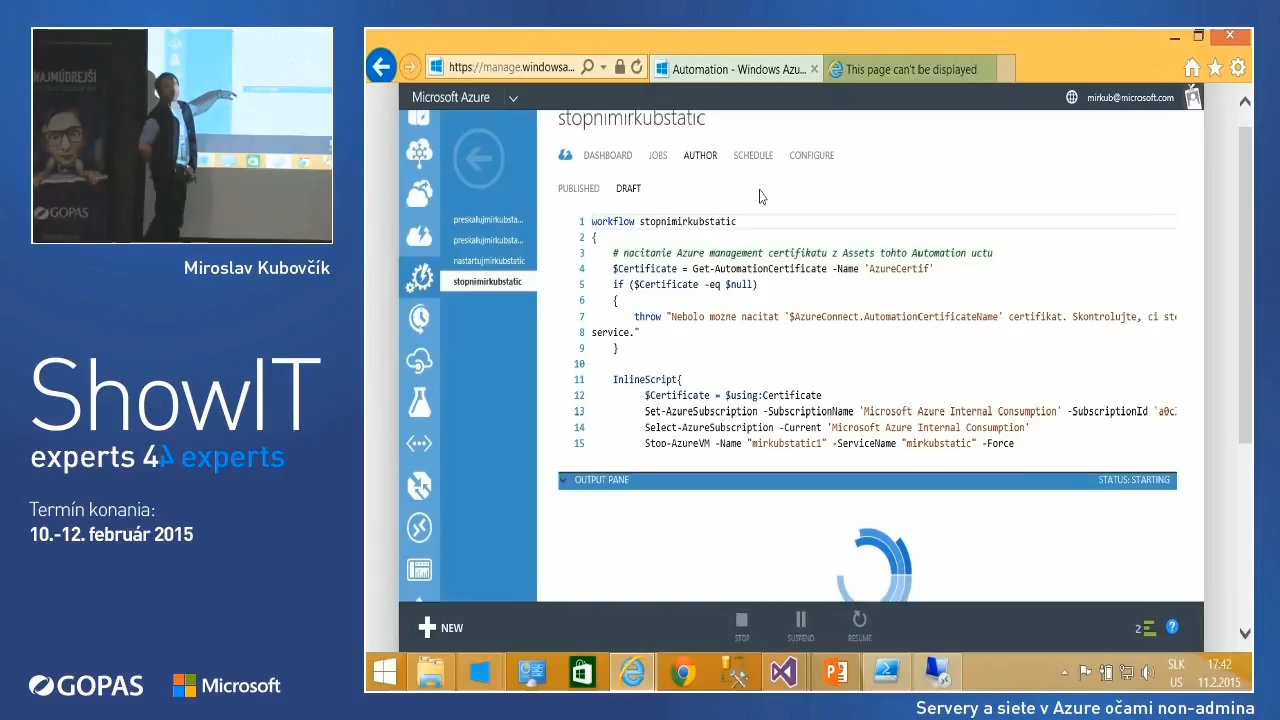 NAJMÚDREJŠÍ
GOPAS
Miroslav Kubovčík
ShowIT
experts 4 experts
Termín konania:
10.-12. február 2015
GOPAS
Microsoft
https://manage.windowsa...
Automation - Windows Azu...
This page can't be displayed
Microsoft Azure
mirkub@microsoft.com
stopnimirkubstatic
DASHBOARD JOBS AUTHOR SCHEDULE CONFIGURE
PUBLISHED DRAFT
preskalujmirkubsta...
preskalujmirkubsta...
nastartujmirkubstatic
stopnimirkubstatic
1 workflow stopnimirkubstatic
2 {
3 # nacitanie Azure management certifikatu z Assets tohto Automation uctu
4 $Certificate = Get-AutomationCertificate -Name 'AzureCertif'
5 if ($Certificate -eq $null)
6 {
7 throw "Nebolo mozne nacitat '$AzureConnect.AutomationCertificateName' certifikat. Skontrolujte, ci ste
8 service."
9 }
10
11 InlineScript{
12 $Certificate = $using:Certificate
13 Set-AzureSubscription -SubscriptionName 'Microsoft Azure Internal Consumption' -SubscriptionId
14 Select-AzureSubscription -Current 'Microsoft Azure Internal Consumption'
15 Stop-AzureVM -Name "mirkubstatic1" -ServiceName "mirkubstatic" -Force
OUTPUT PANE STATUS: STARTING
NEW
STOP SUSPEND RESUME
2
SLK 17:42
US 11.2.2015
Servery a siete v Azure očami non-admina